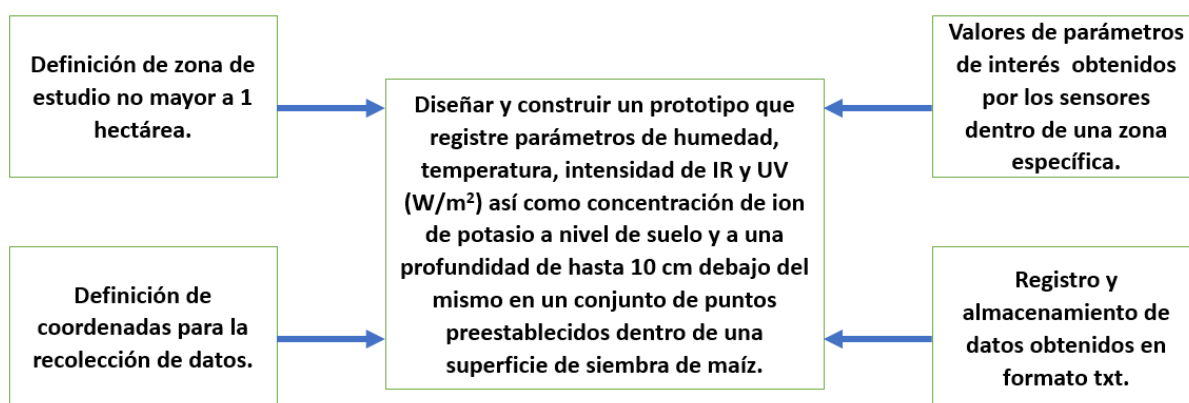 Definición de zona de
estudio no mayor a 1
hectárea.
Definición de
coordenadas para la
recolección de datos.
Diseñar y construir un prototipo que
registre parámetros de humedad,
temperatura, intensidad de IR y UV
(W/m²) así como concentración de ion
de potasio a nivel de suelo y a una
profundidad de hasta 10 cm debajo del
mismo en un conjunto de puntos
preestablecidos dentro de una
superficie de siembra de maíz.
Valores de parámetros
de interés obtenidos
por los sensores
dentro de una zona
específica.
Registro y
almacenamiento de
datos obtenidos en
formato txt.